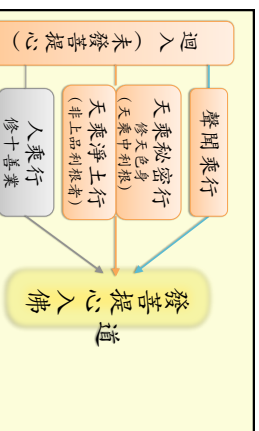 迴入（未發菩提心）
聲聞乘行
天乘秘密行
修天色身
(天乘中利根)
天乘淨土行
(非上品利根者)
人乘行
修十善業
發菩提心入佛
道